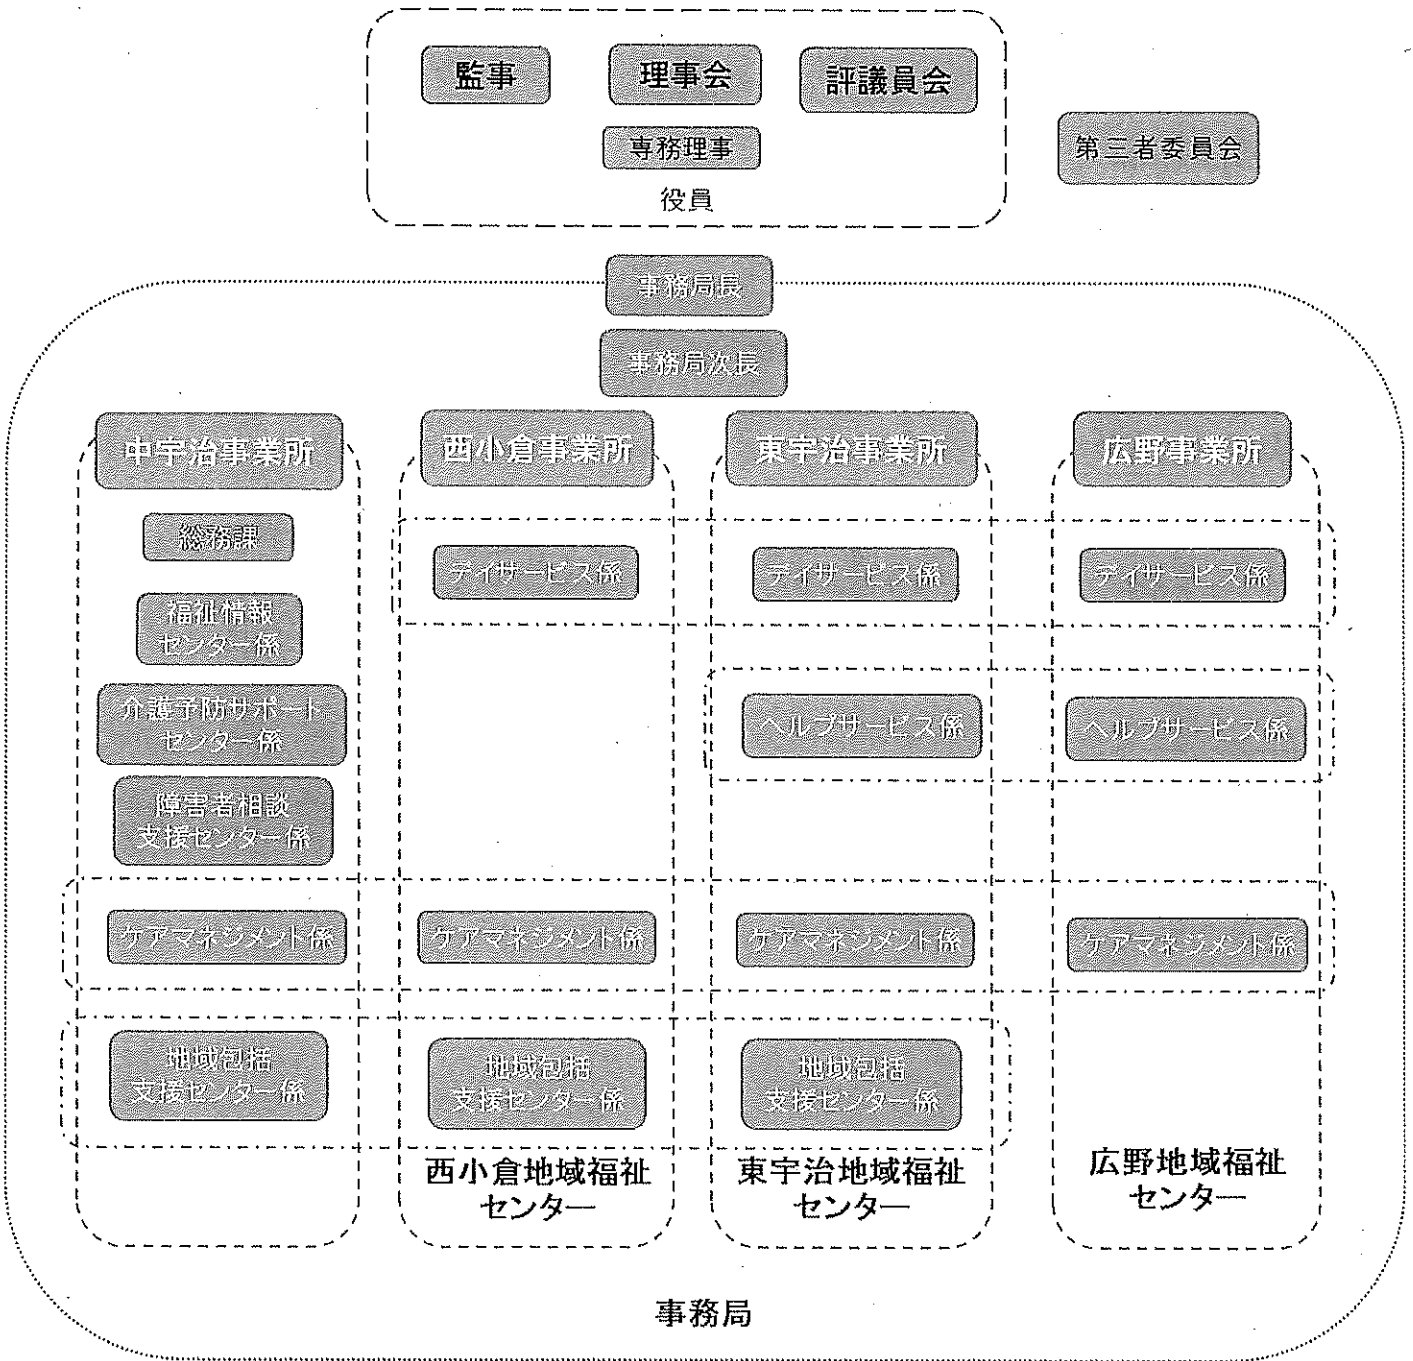 監事
理事会
評議員会
専務理事
第三者委員会
役員
事務局長
事務局次長
中宇治事業所
西小倉事業所
東宇治事業所
広野事業所
総務課
デイサービス係
デイサービス係
デイサービス係
福祉情報
センター係
介護予防サポート
センター係
ヘルプサービス係
ヘルプサービス係
障害者相談
支援センター係
ケアマネジメント係
ケアマネジメント係
ケアマネジメント係
ケアマネジメント係
地域包括
支援センター係
地域包括
支援センター係
地域包括
支援センター係
西小倉地域福祉
センター
東宇治地域福祉
センター
広野地域福祉
センター
事務局